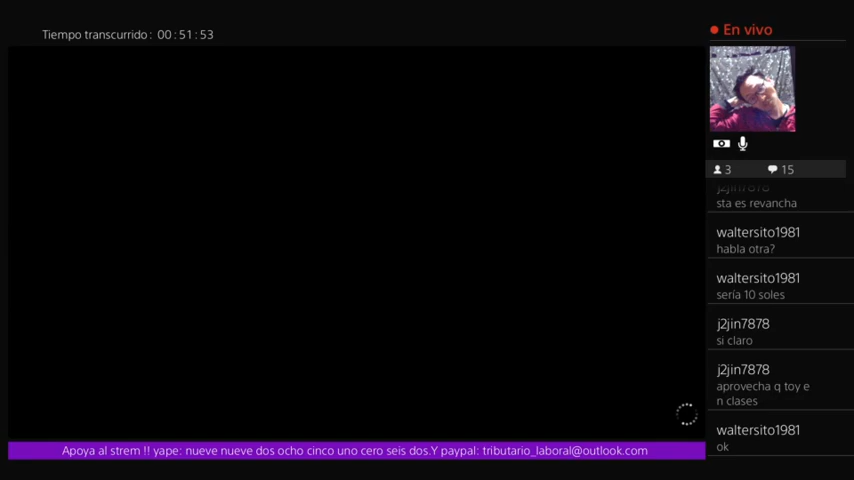 Tiempo transcurrido: 00:51:53
En vivo
3 15
j2jin7878
sta es revancha
waltersito1981
habla otra?
waltersito1981
sería 10 soles
j2jin7878
si claro
j2jin7878
aprovecha q toy e
n clases
waltersito1981
ok
Apoya al strem !! yape: nueve nueve dos ocho cinco uno cero seis dos.Y paypal: tributario_laboral@outlook.com